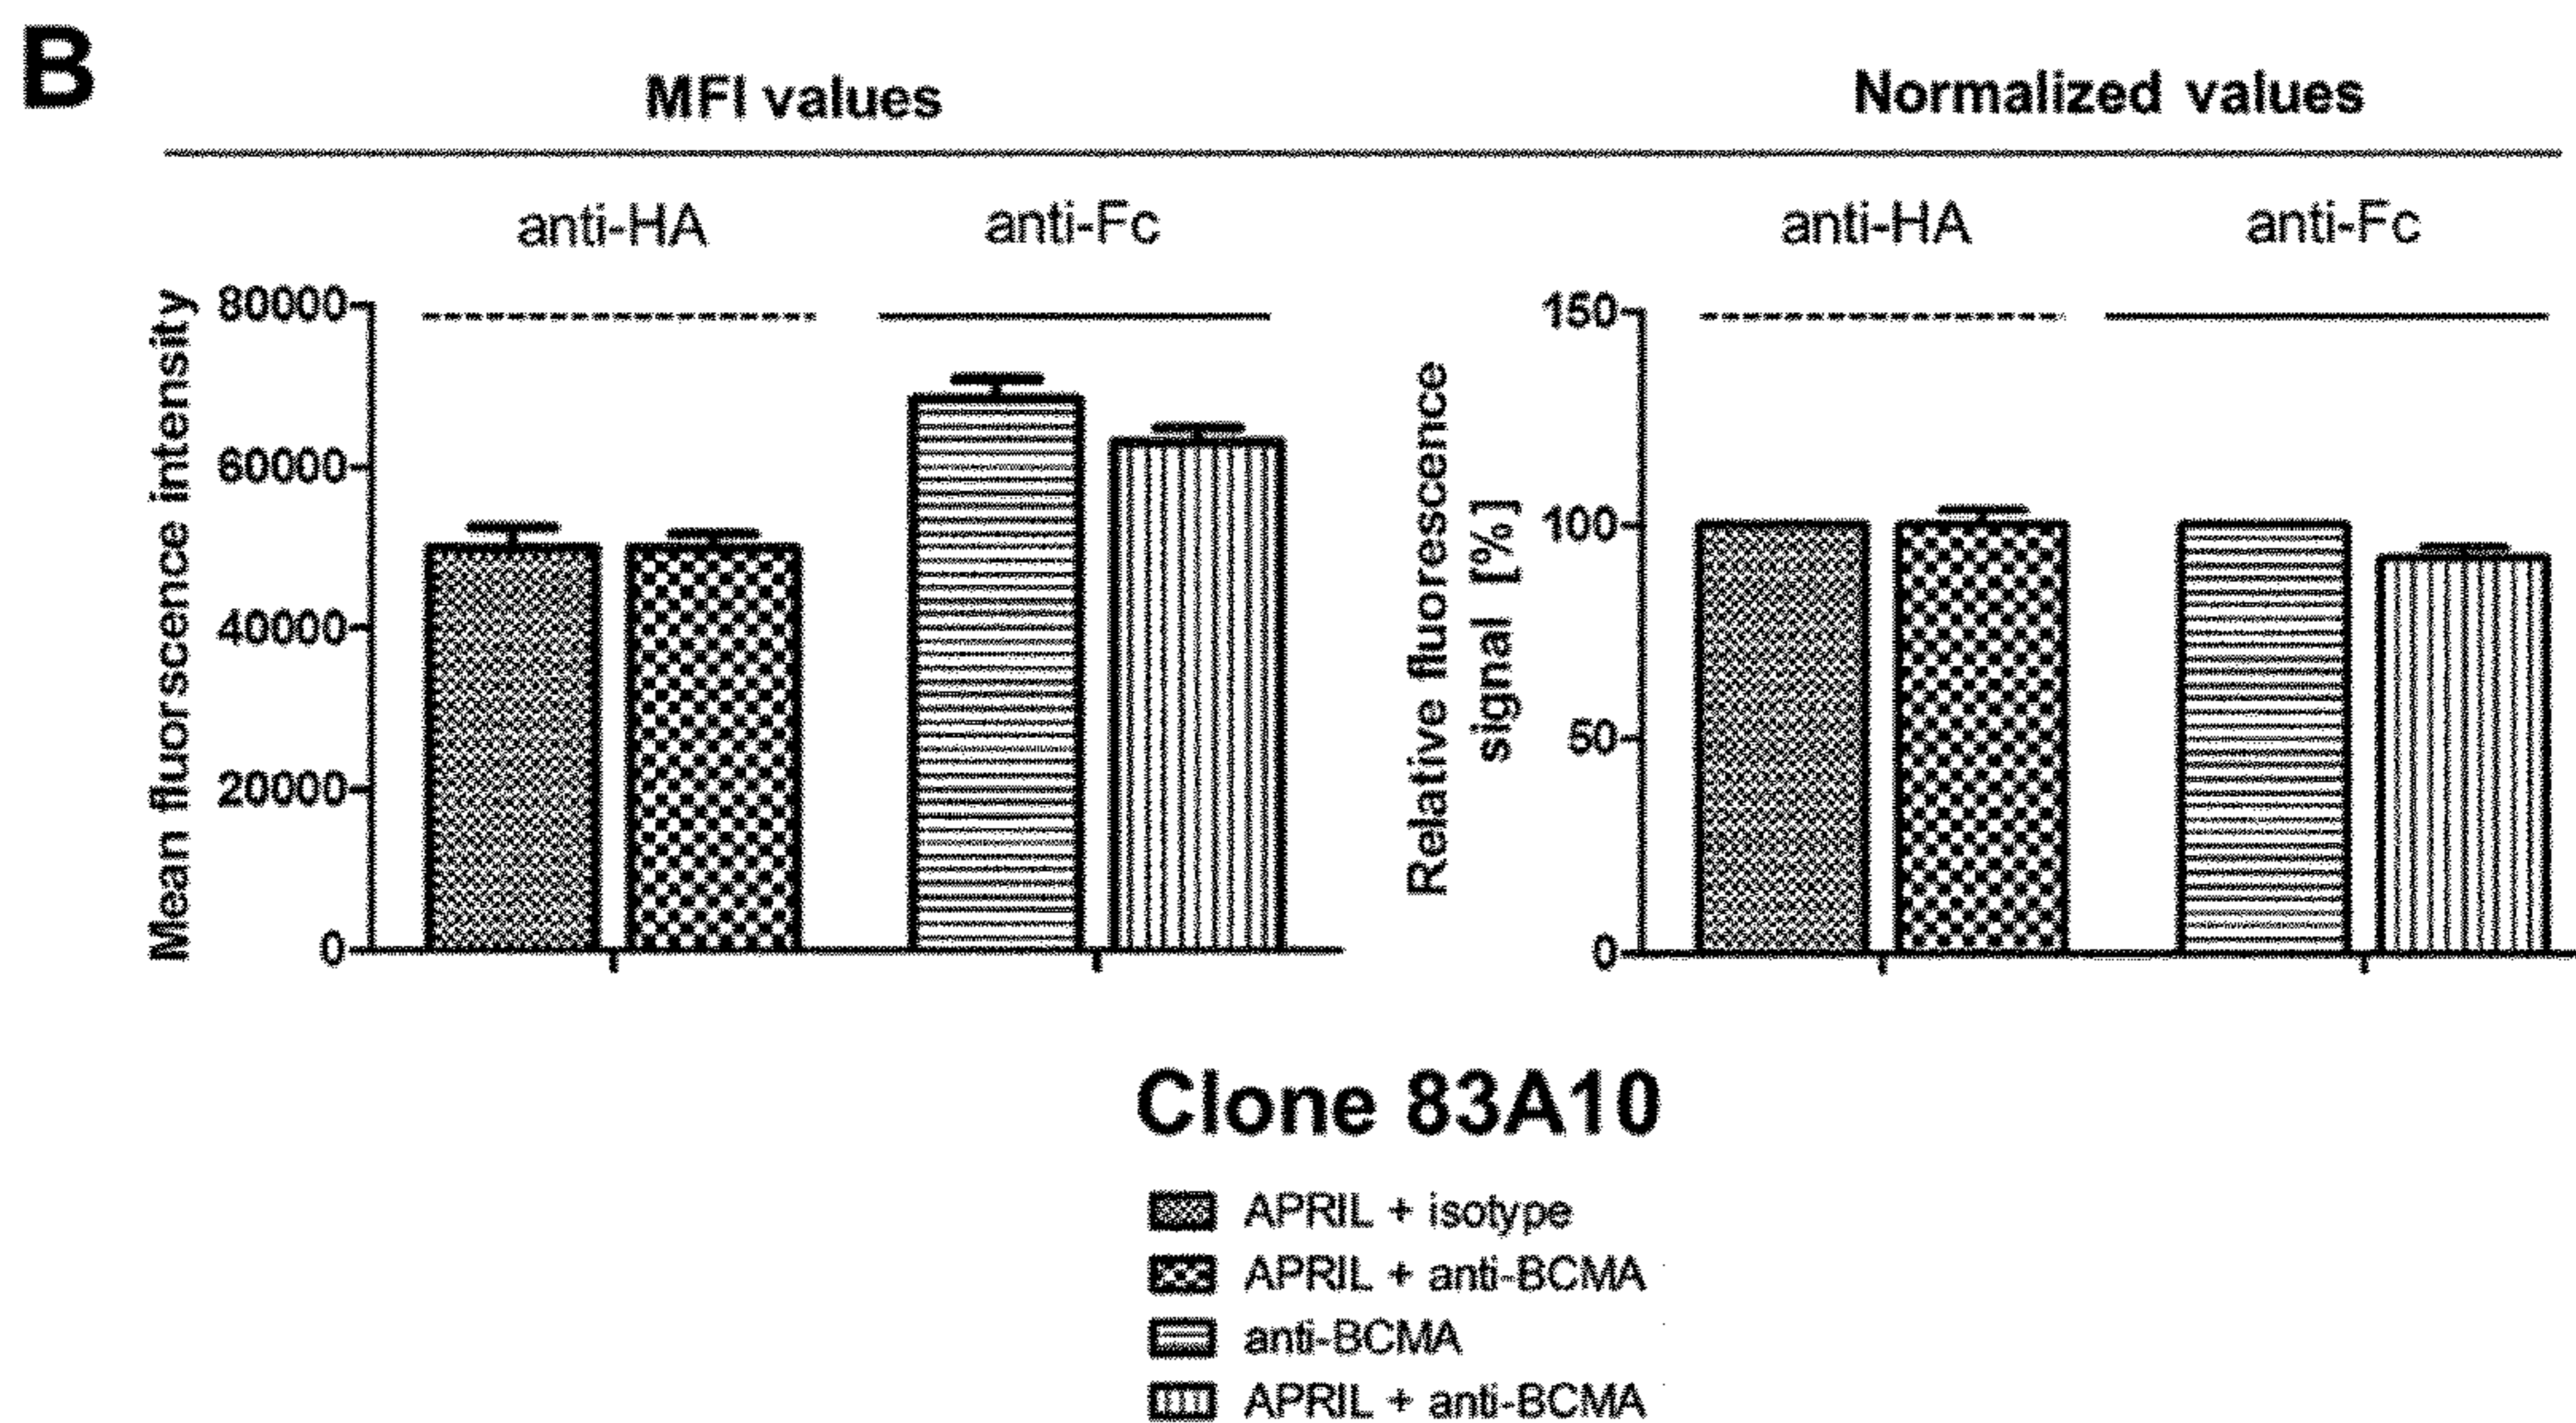 B
MFI values
Normalized values
anti-HA
anti-Fc
anti-HA
anti-Fc
Mean fluorescence intensity
80000
60000
40000
20000
0
Relative fluorescence
signal [%]
150
100
50
0
Clone 83A10
APRIL + isotype
APRIL + anti-BCMA
anti-BCMA
APRIL + anti-BCMA